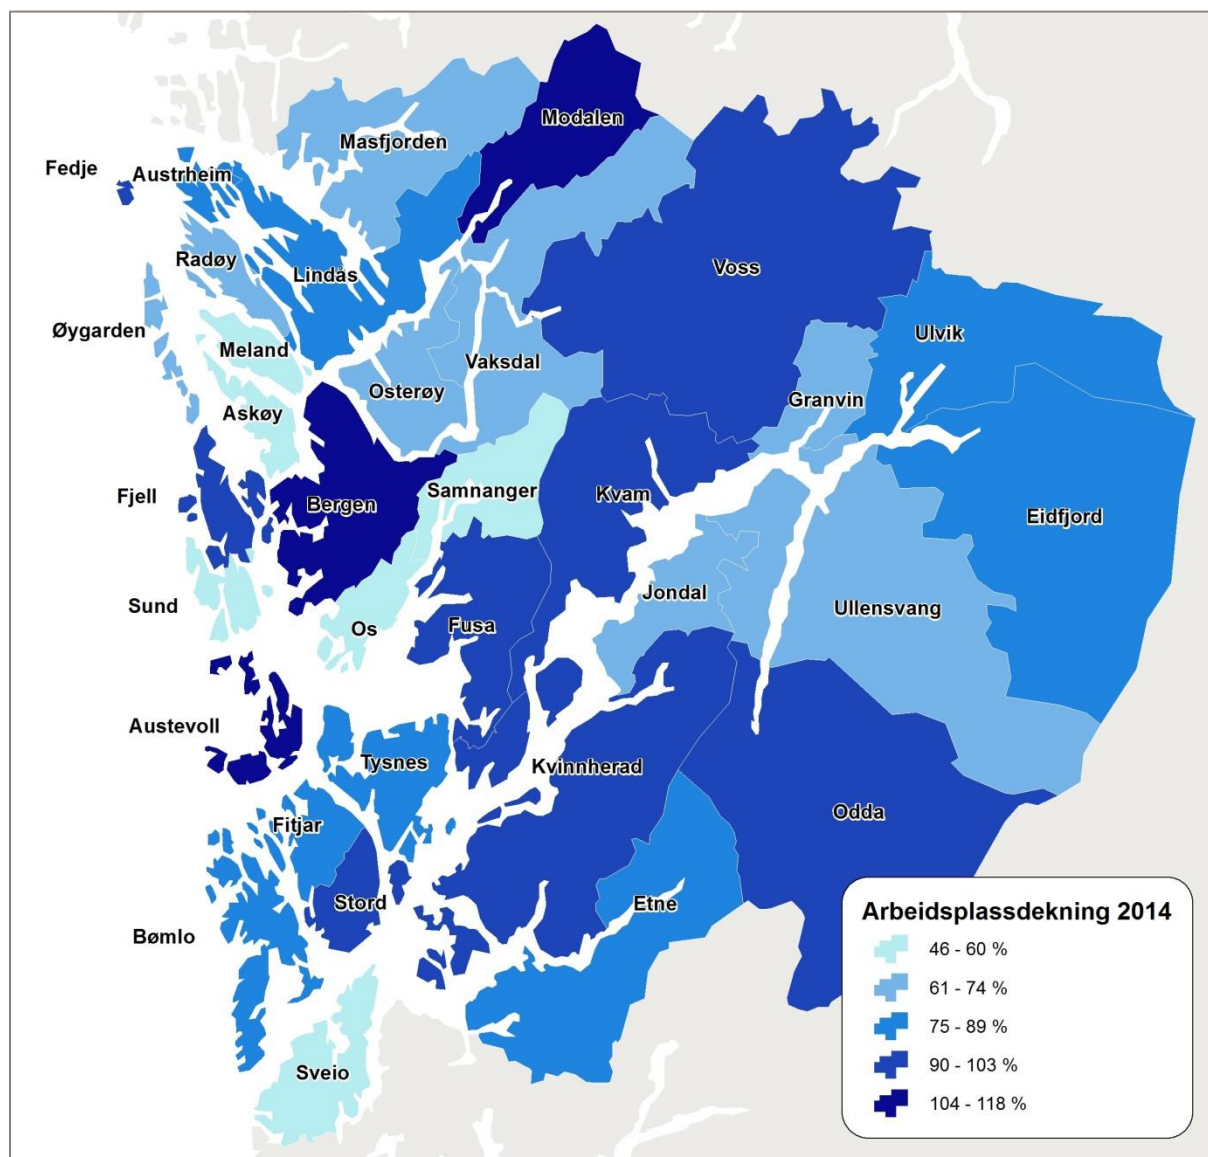 Modalen
Masfjorden
Fedje
Austrheim
Radøy
Lindås
Voss
Øygarden
Meland
Vaksdal
Ulvik
Osterøy
Granvin
Askøy
Fjell
Bergen
Samnanger
Kvam
Eidfjord
Sund
Os
Fusa
Jondal
Ullensvang
Austevoll
Tysnes
Kvinnherad
Odda
Fitjar
Stord
Etne
Bømlo
Sveio
Arbeidsplassdekning 2014
46 - 60 %
61 - 74 %
75 - 89 %
90 - 103 %
104 - 118 %